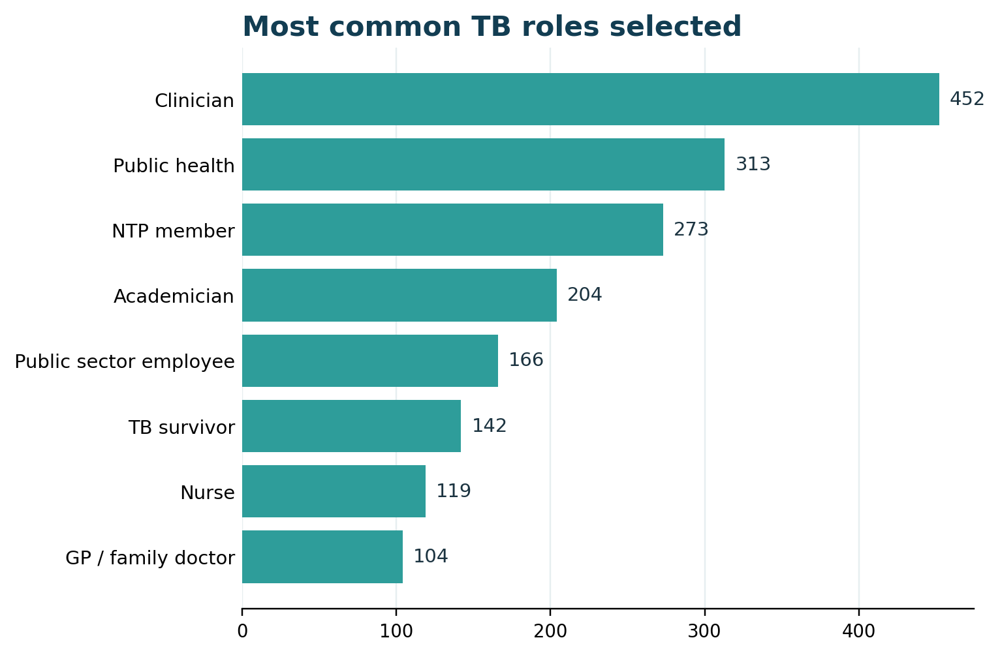 Most common TB roles selected
Clinician 452
Public health 313
NTP member 273
Academician 204
Public sector employee 166
TB survivor 142
Nurse 119
GP / family doctor 104
0 100 200 300 400